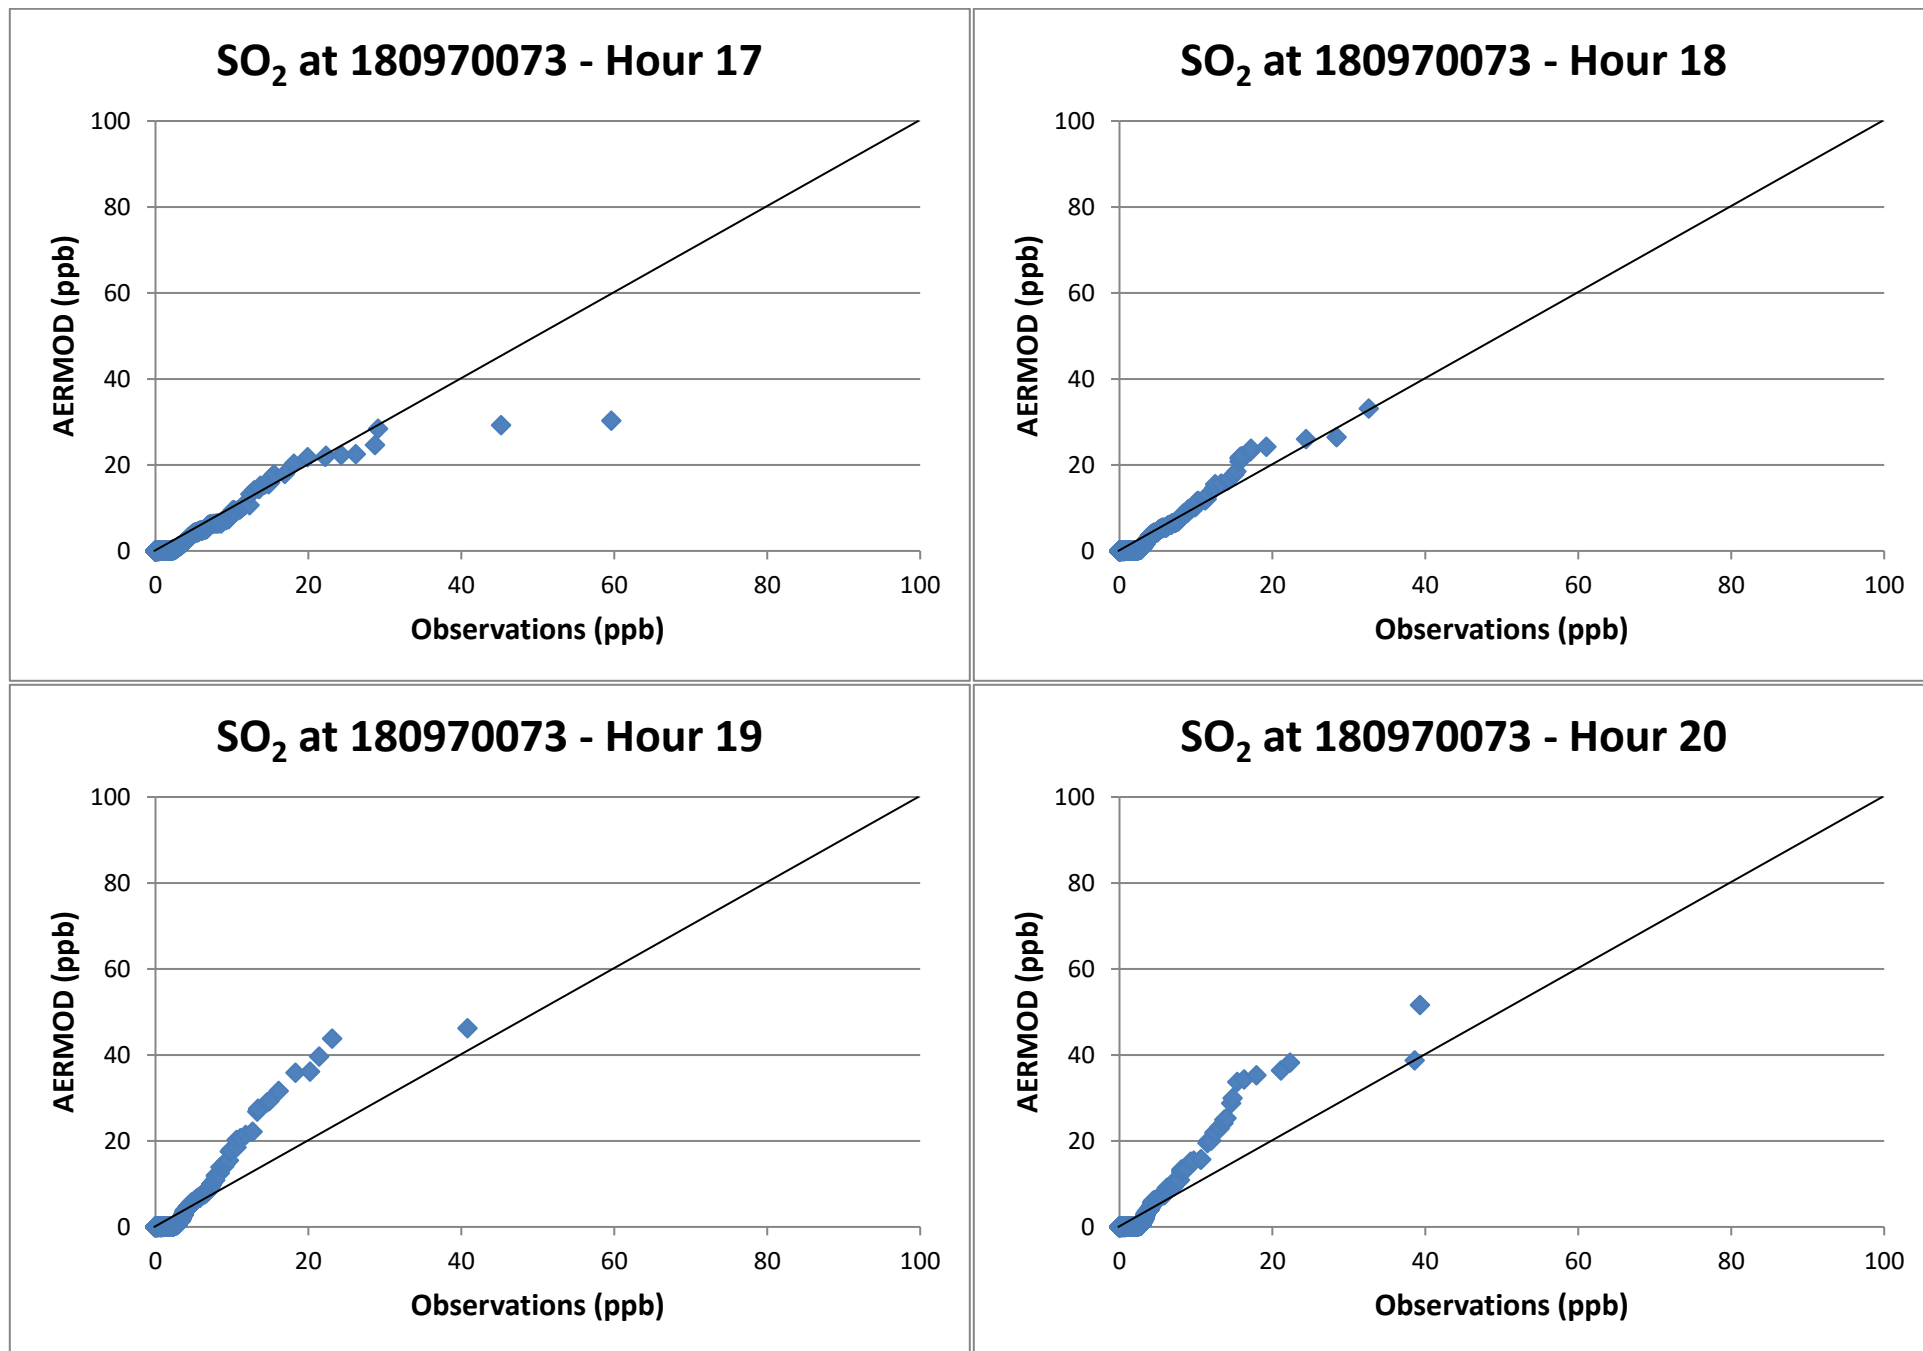 SO₂ at 180970073 - Hour 17
100
80
60
40
20
0
AERMOD (ppb)
0 20 40 60 80 100
Observations (ppb)
SO₂ at 180970073 - Hour 18
100
80
60
40
20
0
AERMOD (ppb)
0 20 40 60 80 100
Observations (ppb)
SO₂ at 180970073 - Hour 19
100
80
60
40
20
0
AERMOD (ppb)
0 20 40 60 80 100
Observations (ppb)
SO₂ at 180970073 - Hour 20
100
80
60
40
20
0
AERMOD (ppb)
0 20 40 60 80 100
Observations (ppb)